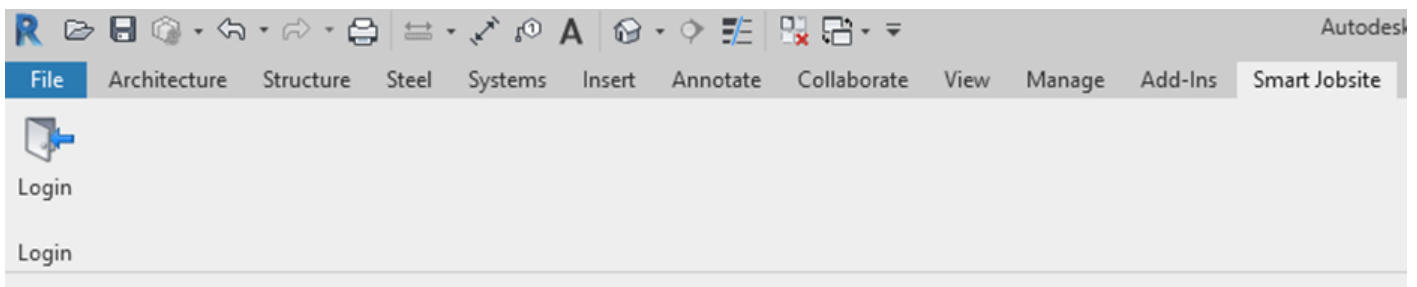 R A Autodesk
File Architecture Structure Steel Systems Insert Annotate Collaborate View Manage Add-Ins Smart Jobsite
Login
Login